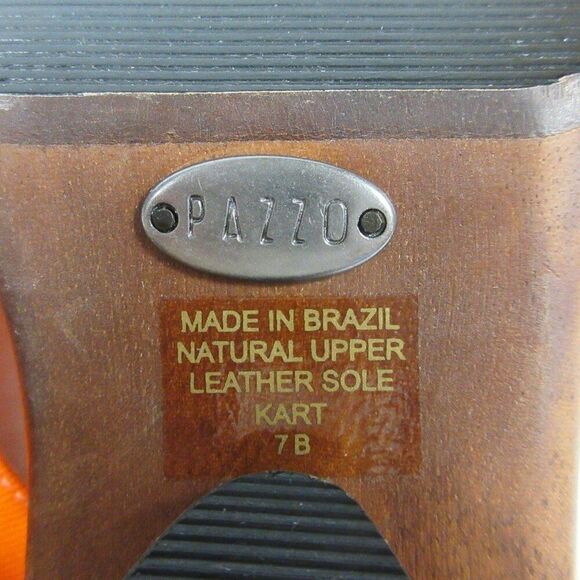 PAZZO
MADE IN BRAZIL
NATURAL UPPER
LEATHER SOLE
KART
7 B